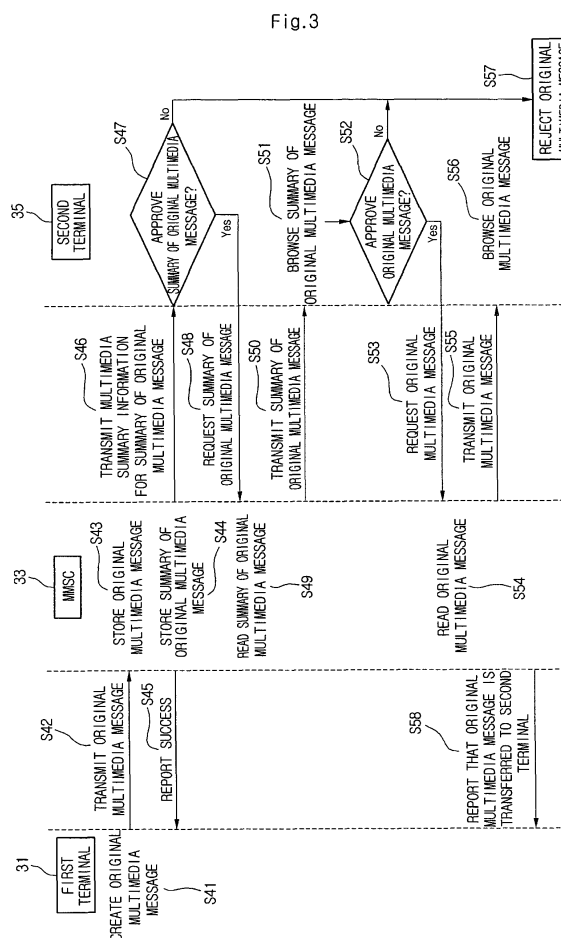 Fig.3
31
FIRST
TERMINAL
CREATE ORIGINAL
MULTIMEDIA
MESSAGE
S41
S42
TRANSMIT ORIGINAL
MULTIMEDIA MESSAGE
S45
REPORT SUCCESS
S58
REPORT THAT ORIGINAL
MULTIMEDIA MESSAGE IS
TRANSFERRED TO SECOND
TERMINAL
33
MMSC
S43
STORE ORIGINAL
MULTIMEDIA MESSAGE
STORE SUMMARY OF
ORIGINAL MULTIMEDIA
MESSAGE
S44
READ SUMMARY OF ORIGINAL
MULTIMEDIA MESSAGE
S49
READ ORIGINAL
MULTIMEDIA MESSAGE
S54
S46
TRANSMIT MULTIMEDIA
SUMMARY INFORMATION
FOR SUMMARY OF ORIGINAL
MULTIMEDIA MESSAGE
S48
REQUEST SUMMARY OF
ORIGINAL MULTIMEDIA MESSAGE
S50
TRANSMIT SUMMARY OF
ORIGINAL MULTIMEDIA MESSAGE
S53
REQUEST ORIGINAL
MULTIMEDIA MESSAGE
S55
TRANSMIT ORIGINAL
MULTIMEDIA MESSAGE
35
SECOND
TERMINAL
S47
APPROVE
SUMMARY OF ORIGINAL MULTIMEDIA
MESSAGE?
No
Yes
S51
BROWSE SUMMARY OF
ORIGINAL MULTIMEDIA MESSAGE
S52
APPROVE
ORIGINAL MULTIMEDIA
MESSAGE?
No
Yes
S56
BROWSE ORIGINAL
MULTIMEDIA MESSAGE
S57
REJECT ORIGINAL
MULTIMEDIA MESSAGE